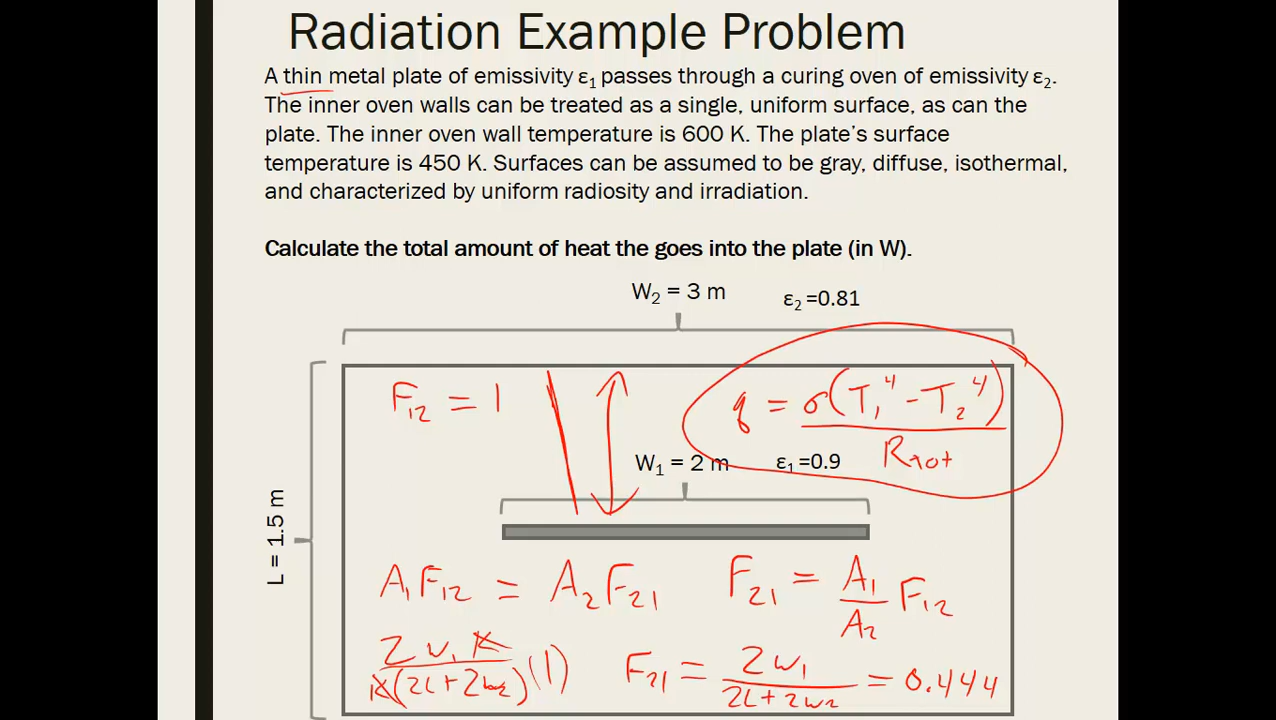 Radiation Example Problem
A thin metal plate of emissivity ε₁ passes through a curing oven of emissivity ε₂.
The inner oven walls can be treated as a single, uniform surface, as can the
plate. The inner oven wall temperature is 600 K. The plate's surface
temperature is 450 K. Surfaces can be assumed to be gray, diffuse, isothermal,
and characterized by uniform radiosity and irradiation.
Calculate the total amount of heat the goes into the plate (in W).
W₂ = 3 m ε₂ =0.81
F₁₂ = 1
q = σ(T₁⁴ - T₂⁴)
Rtot
W₁ = 2 m ε₁ =0.9
L = 1.5 m
A₁F₁₂ = A₂F₂₁
F₂₁ = A₁/A₂ F₁₂
2 w₁ k / k(2L + 2w₂) (1)
F₂₁ = 2w₁ / 2L + 2w₂ = 0.444